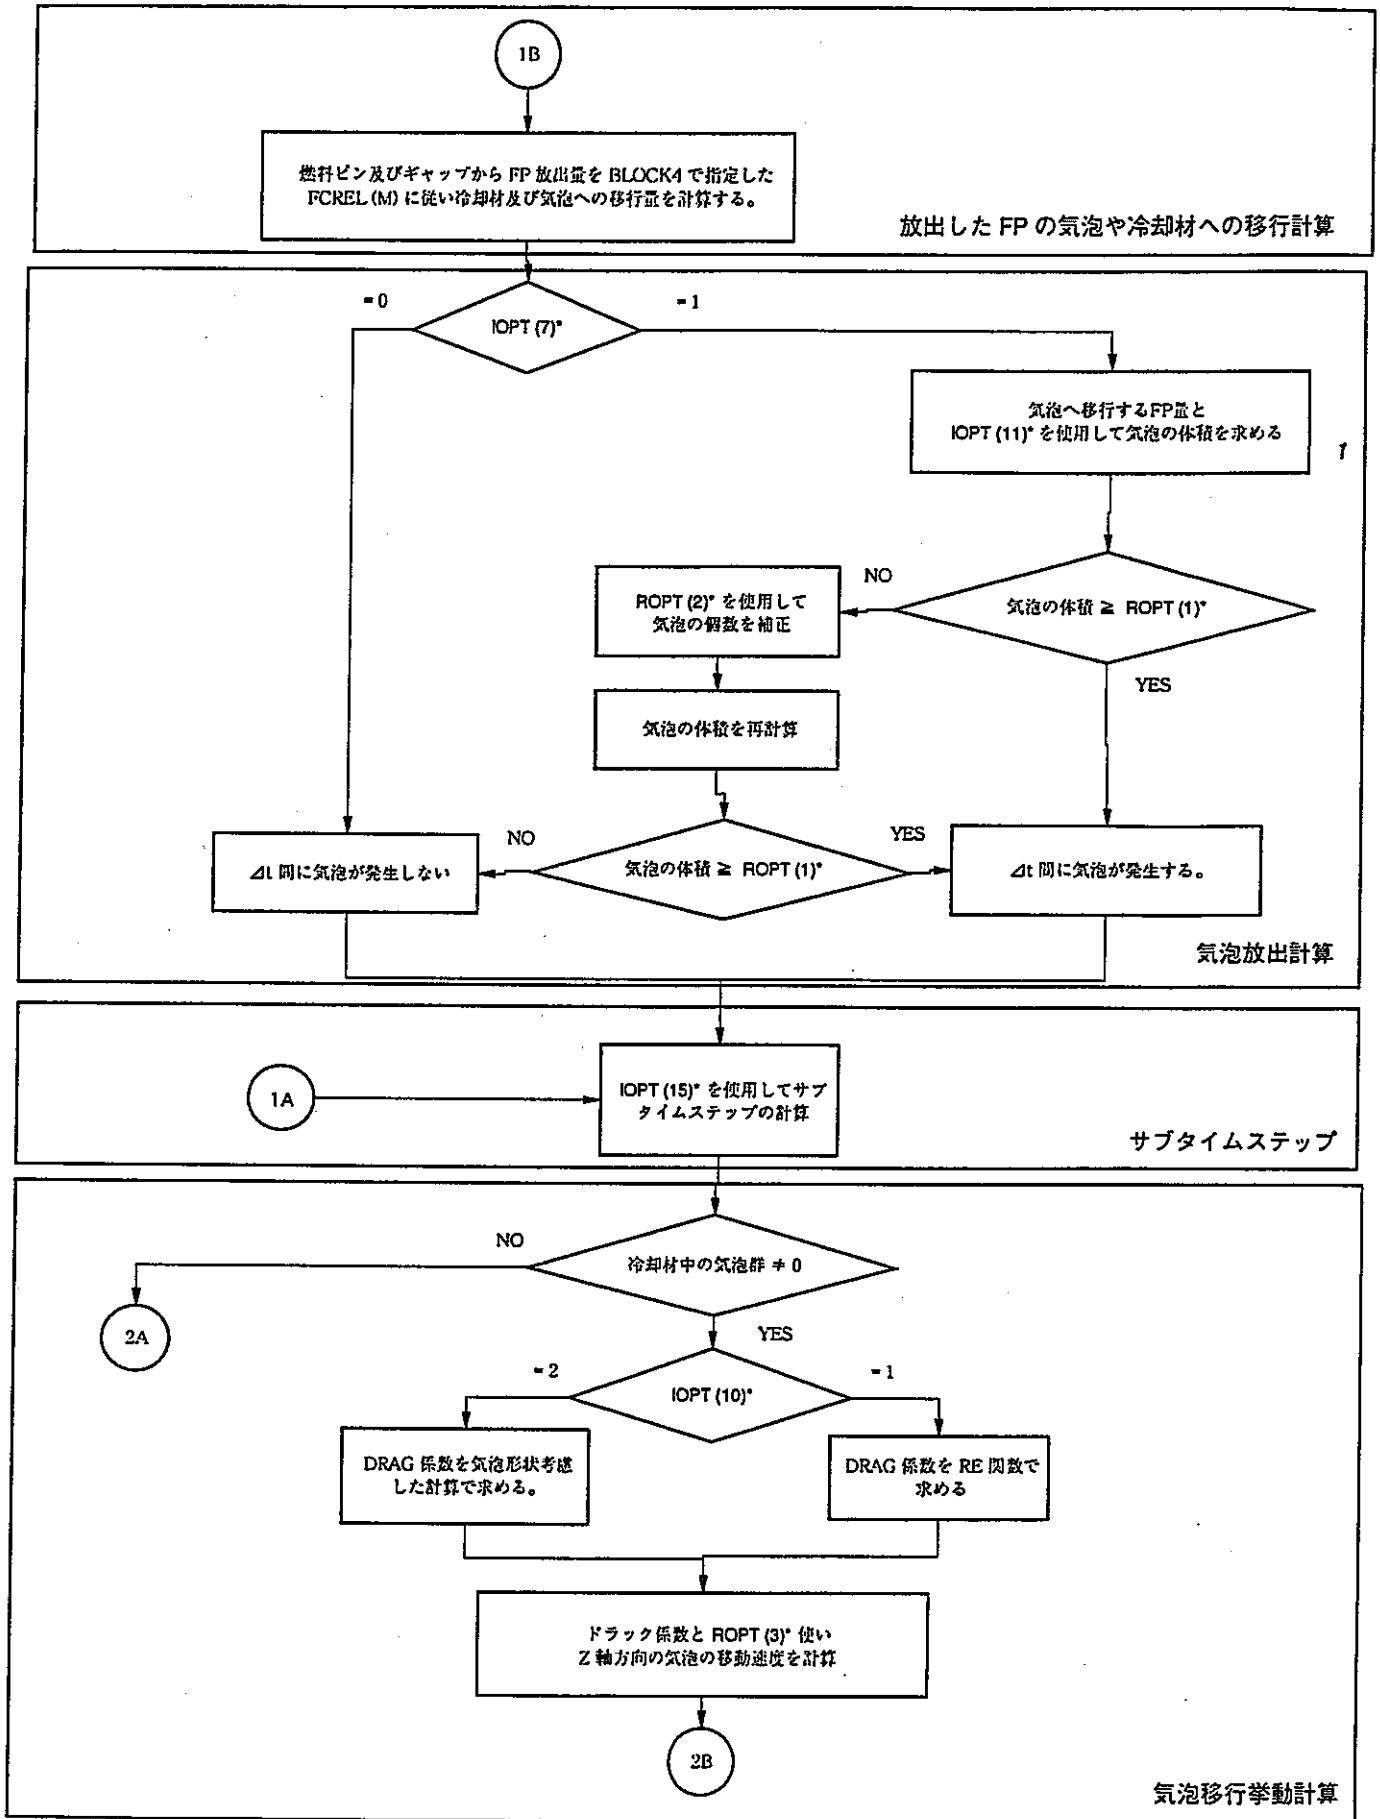 1B
燃料ピン及びギャップから FP 放出量を BLOCK4 で指定した
FCREL (M) に従い冷却材及び気泡への移行量を計算する。
放出した FP の気泡や冷却材への移行計算
= 0
= 1
IOPT (7)*
気泡へ移行するFP量と
IOPT (11)* を使用して気泡の体積を求める
NO
ROPT (2)* を使用して
気泡の個数を補正
気泡の体積 ≧ ROPT (1)*
YES
気泡の体積を再計算
NO
YES
⊿t 間に気泡が発生しない
気泡の体積 ≧ ROPT (1)*
⊿t 間に気泡が発生する。
気泡放出計算
1A
IOPT (15)* を使用してサブ
タイムステップの計算
サブタイムステップ
NO
冷却材中の気泡群 ≠ 0
2A
YES
= 2
= 1
IOPT (10)*
DRAG 係数を気泡形状考慮
した計算で求める。
DRAG 係数を RE 関数で
求める
ドラック係数と ROPT (3)* 使い
Z 軸方向の気泡の移動速度を計算
2B
気泡移行挙動計算